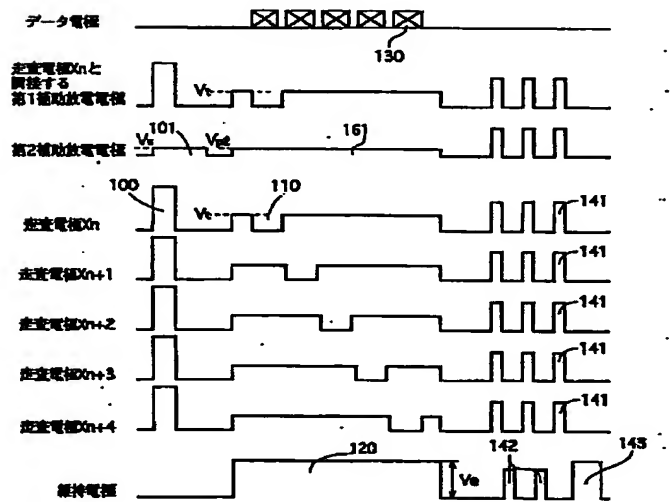 データ電極
130
走査電極Xnと
隣接する
第1補助放電電極
Vt
第2補助放電電極
101
161
100
Vt
110
141
走査電極Xn
141
走査電極Xn+1
141
走査電極Xn+2
141
走査電極Xn+3
141
走査電極Xn+4
120
142
143
維持電極
Ve